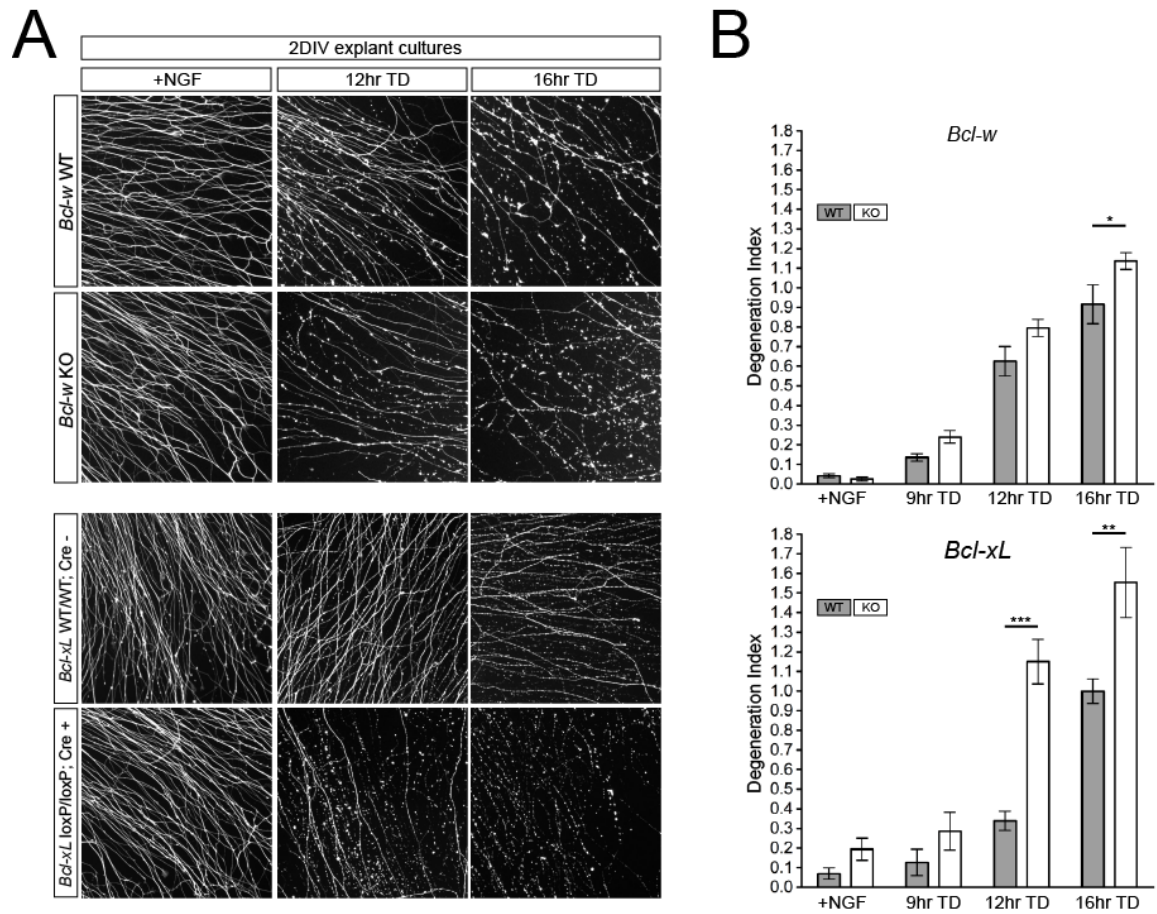 A
2DIV explant cultures
+NGF 12hr TD 16hr TD
Bcl-w WT
Bcl-w KO
Bcl-xL WT/WT; Cre -
Bcl-xL loxP/loxP; Cre +
B
Bcl-w
1.8
1.7
1.6
1.5
1.4
1.3
1.2
1.1
1.0
0.9
0.8
0.7
0.6
0.5
0.4
0.3
0.2
0.1
0.0
Degeneration Index
WT KO
*
+NGF 9hr TD 12hr TD 16hr TD
Bcl-xL
1.8
1.7
1.6
1.5
1.4
1.3
1.2
1.1
1.0
0.9
0.8
0.7
0.6
0.5
0.4
0.3
0.2
0.1
0.0
Degeneration Index
WT KO
***
**
+NGF 9hr TD 12hr TD 16hr TD